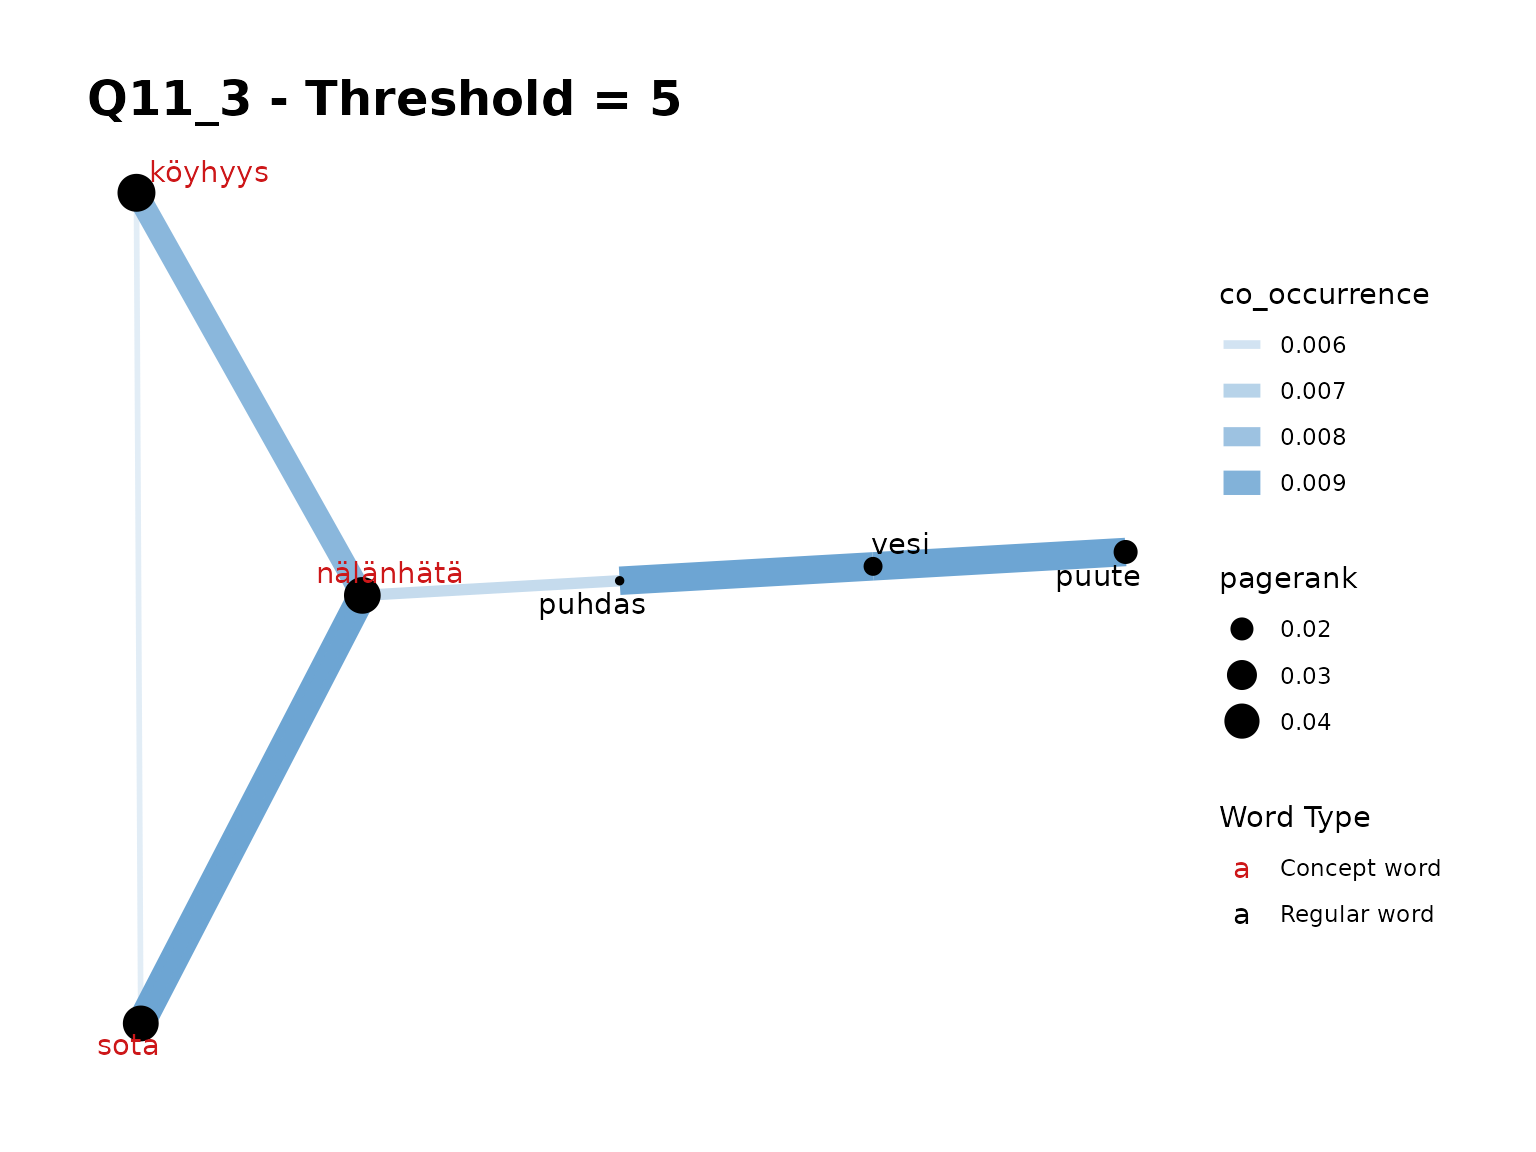 Q11_3 - Threshold = 5
köyhyys
nälänhätä
puhdas
vesi
puute
sota
co_occurrence
0.006
0.007
0.008
0.009
pagerank
0.02
0.03
0.04
Word Type
a Concept word
a Regular word